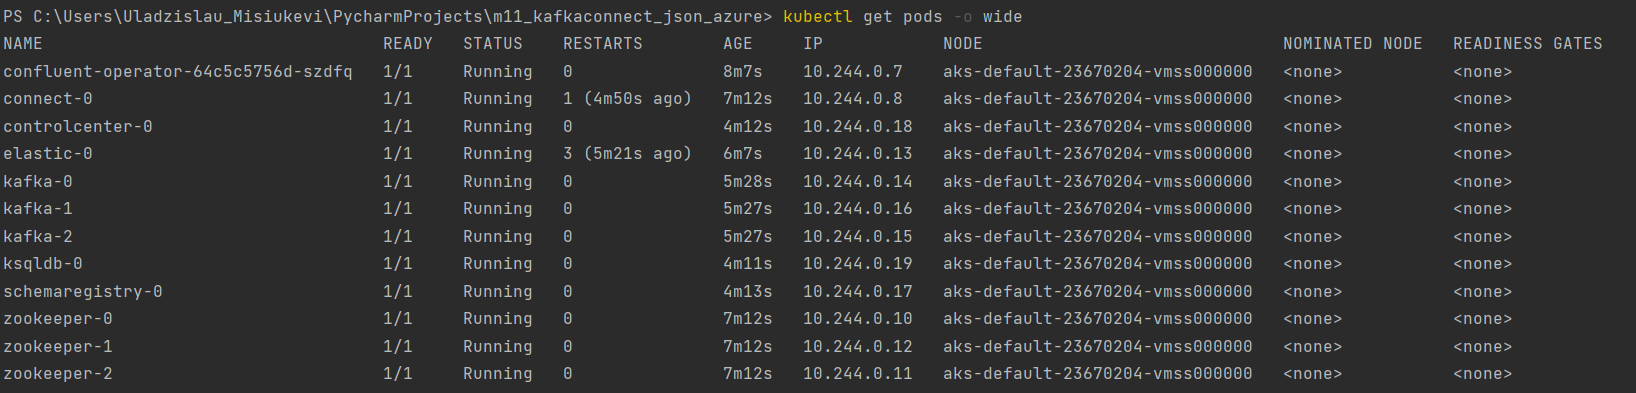 PS C:\Users\Uladzislau_Misiukevi\PycharmProjects\m11_kafkaconnect_json_azure> kubectl get pods -o wide
NAME READY STATUS RESTARTS AGE IP NODE NOMINATED NODE READINESS GATES
confluent-operator-64c5c5756d-szdfq 1/1 Running 0 8m7s 10.244.0.7 aks-default-23670204-vmss000000 <none> <none>
connect-0 1/1 Running 1 (4m50s ago) 7m12s 10.244.0.8 aks-default-23670204-vmss000000 <none> <none>
controlcenter-0 1/1 Running 0 4m12s 10.244.0.18 aks-default-23670204-vmss000000 <none> <none>
elastic-0 1/1 Running 3 (5m21s ago) 6m7s 10.244.0.13 aks-default-23670204-vmss000000 <none> <none>
kafka-0 1/1 Running 0 5m28s 10.244.0.14 aks-default-23670204-vmss000000 <none> <none>
kafka-1 1/1 Running 0 5m27s 10.244.0.16 aks-default-23670204-vmss000000 <none> <none>
kafka-2 1/1 Running 0 5m27s 10.244.0.15 aks-default-23670204-vmss000000 <none> <none>
ksqldb-0 1/1 Running 0 4m11s 10.244.0.19 aks-default-23670204-vmss000000 <none> <none>
schemaregistry-0 1/1 Running 0 4m13s 10.244.0.17 aks-default-23670204-vmss000000 <none> <none>
zookeeper-0 1/1 Running 0 7m12s 10.244.0.10 aks-default-23670204-vmss000000 <none> <none>
zookeeper-1 1/1 Running 0 7m12s 10.244.0.12 aks-default-23670204-vmss000000 <none> <none>
zookeeper-2 1/1 Running 0 7m12s 10.244.0.11 aks-default-23670204-vmss000000 <none> <none>